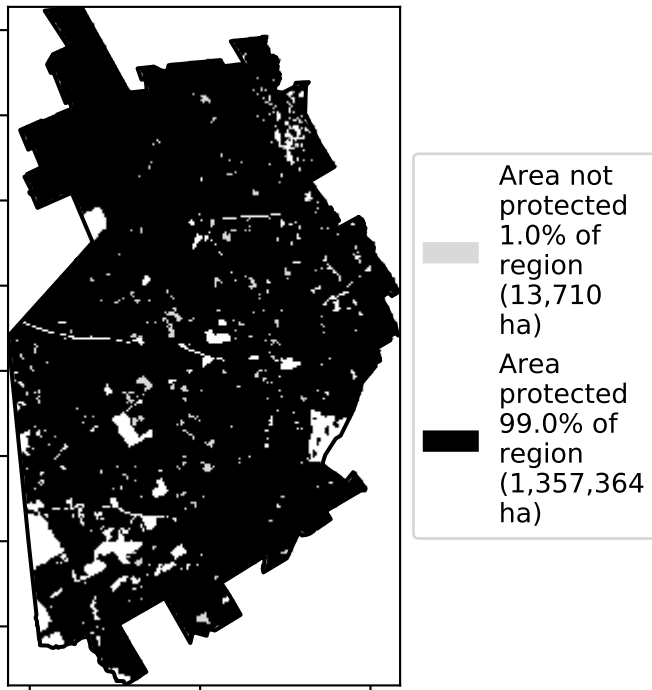 Area not
protected
1.0% of
region
(13,710
ha)
Area
protected
99.0% of
region
(1,357,364
ha)